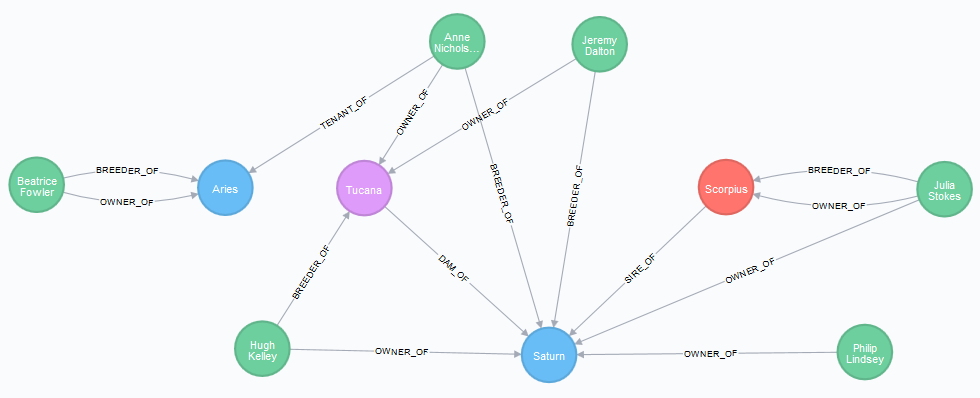 Anne
Nichols...
Jeremy
Dalton
TENANT_OF
OWNER_OF
OWNER_OF
Beatrice
Fowler
BREEDER_OF
OWNER_OF
Aries
Tucana
BREEDER_OF
BREEDER_OF
Scorpius
BREEDER_OF
OWNER_OF
Julia
Stokes
BREEDER_OF
DAM_OF
SIRE_OF
OWNER_OF
Hugh
Kelley
OWNER_OF
Saturn
OWNER_OF
Philip
Lindsey